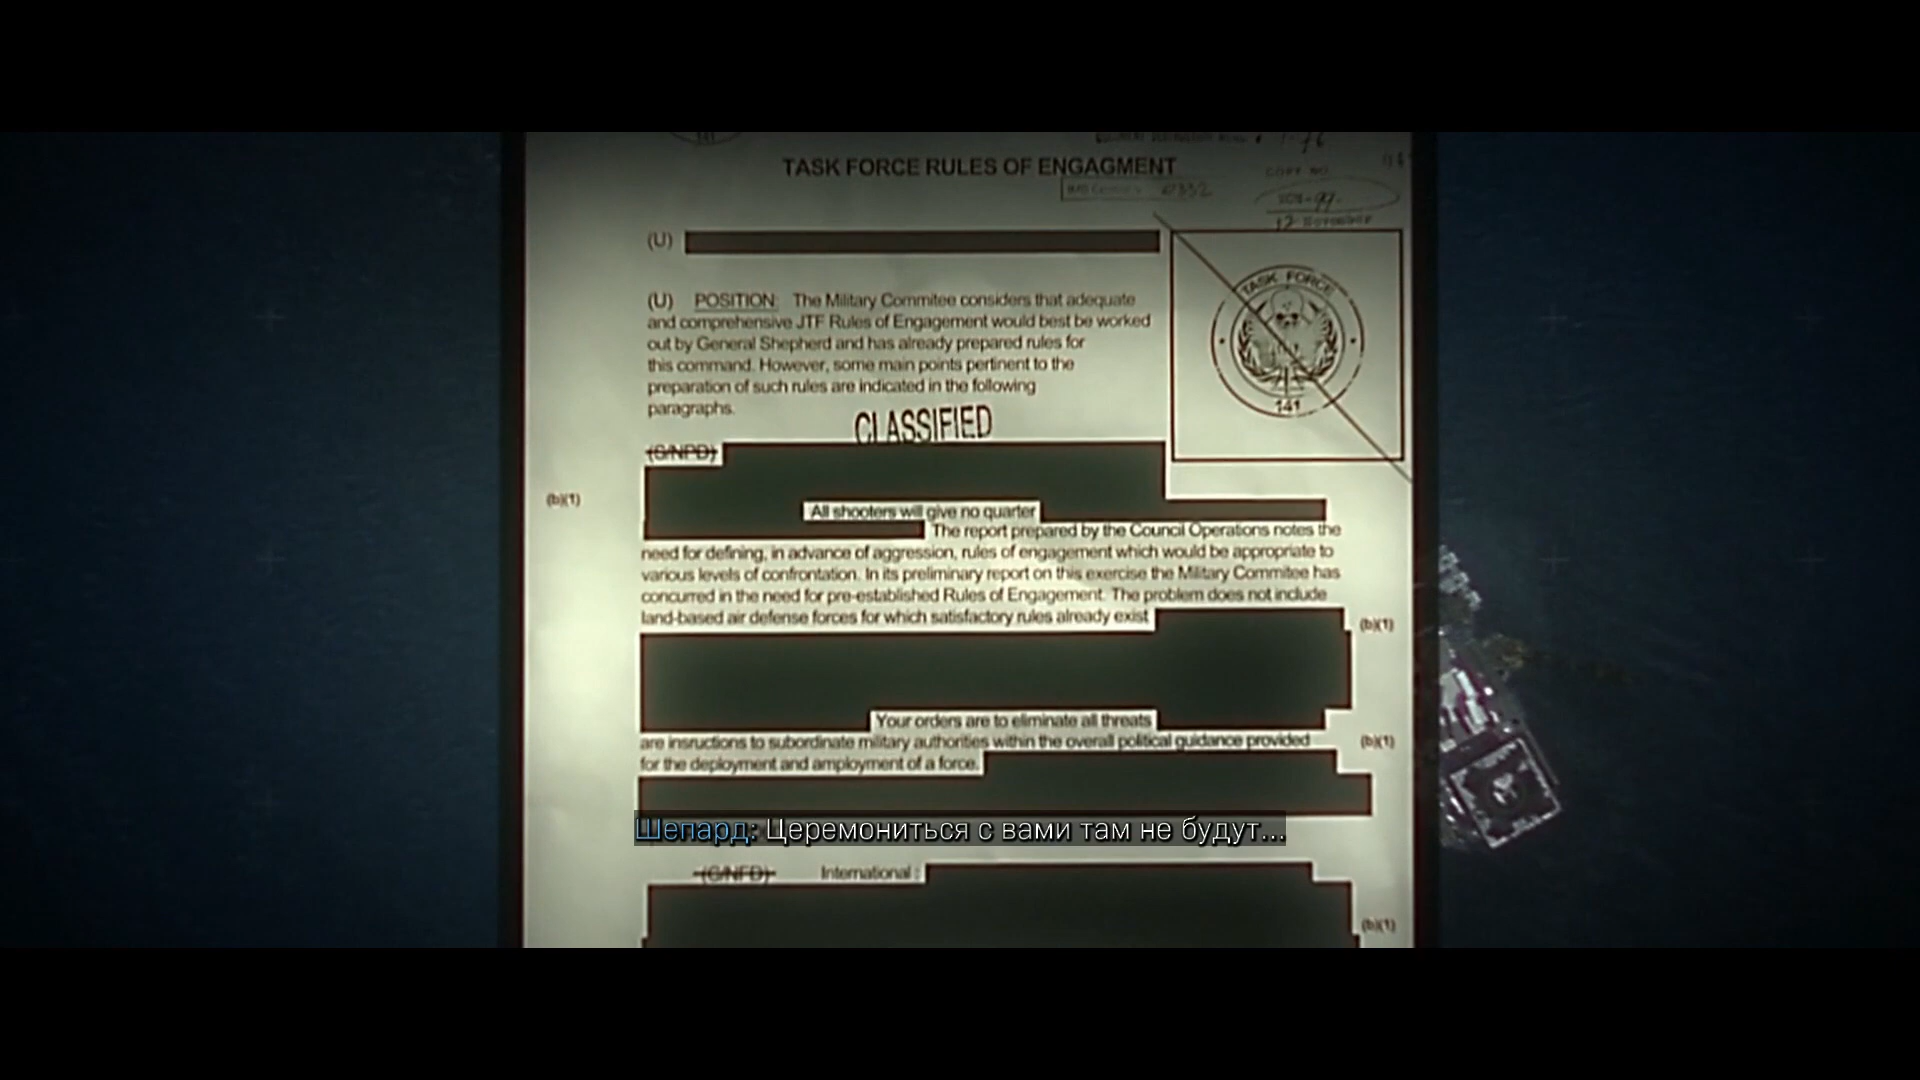 141
TASK FORCE RULES OF ENGAGMENT
0332
COPY NO
12 November
(U)
TASK FORCE
141
(U) POSITION: The Military Commitee considers that adequate
and comprehensive JTF Rules of Engagement would best be worked
out by General Shepherd and has already prepared rules for
this command. However, some main points pertinent to the
preparation of such rules are indicated in the following
paragraphs.
CLASSIFIED
(S/NPD)
(b)(1)
All shooters will give no quarter
The report prepared by the Council Operations notes the
need for defining, in advance of aggression, rules of engagement which would be appropriate to
various levels of confrontation. In its preliminary report on this exercise the Military Commitee has
concurred in the need for pre-established Rules of Engagement. The problem does not include
land-based air defense forces for which satisfactory rules already exist
(b)(1)
Your orders are to eliminate all threats
are insructions to subordinate military authorities within the overall political guidance provided
(b)(1)
for the deployment and amployment of a force.
Шепард: Церемониться с вами там не будут...
International :
(b)(1)